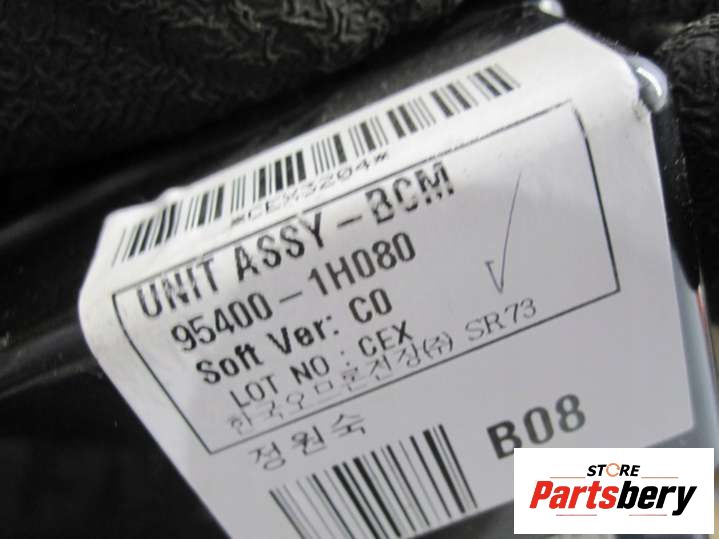 *CEX3204*
UNIT ASSY-BCM
95400-1H080
Soft Ver: C0
LOT NO : CEX
한국오므론전장(주) SR73
정원숙
B08
STORE
Partsbery